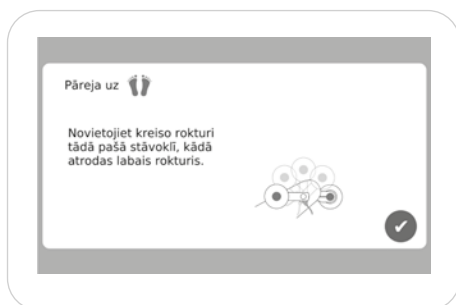 Pāreja uz
Novietojiet kreiso rokturi
tādā pašā stāvoklī, kādā
atrodas labais rokturis.